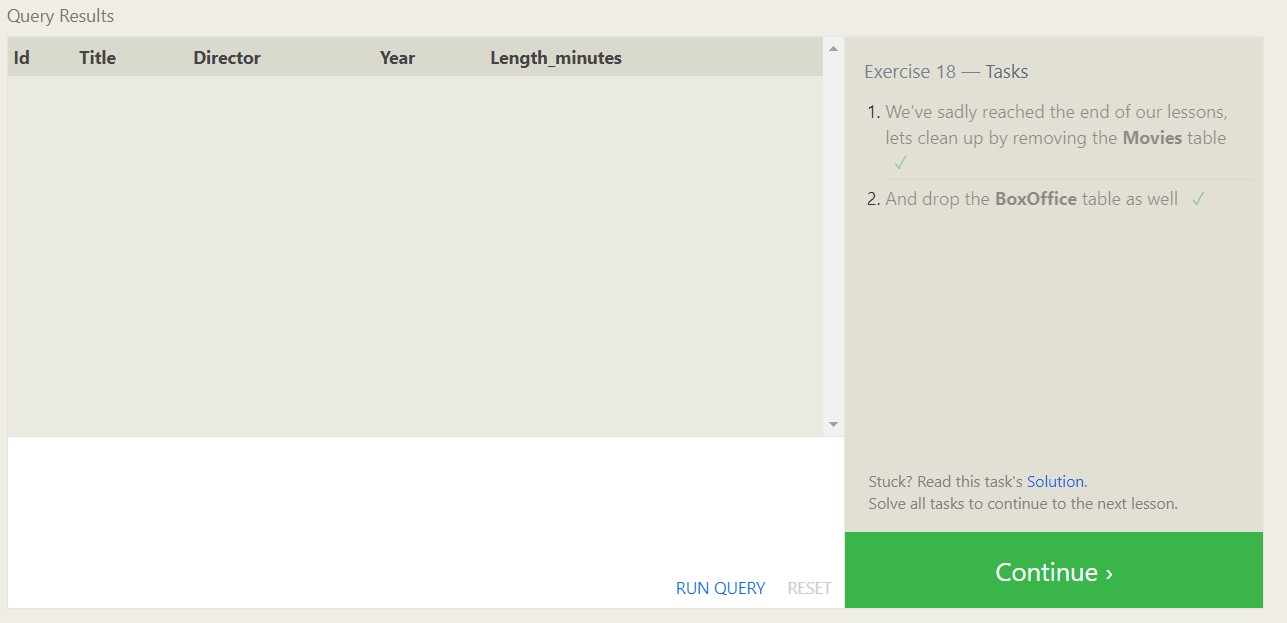 Query Results
Id Title Director Year Length_minutes
Exercise 18 — Tasks
1. We've sadly reached the end of our lessons,
lets clean up by removing the Movies table
✓
2. And drop the BoxOffice table as well ✓
Stuck? Read this task's Solution.
Solve all tasks to continue to the next lesson.
RUN QUERY RESET
Continue ›